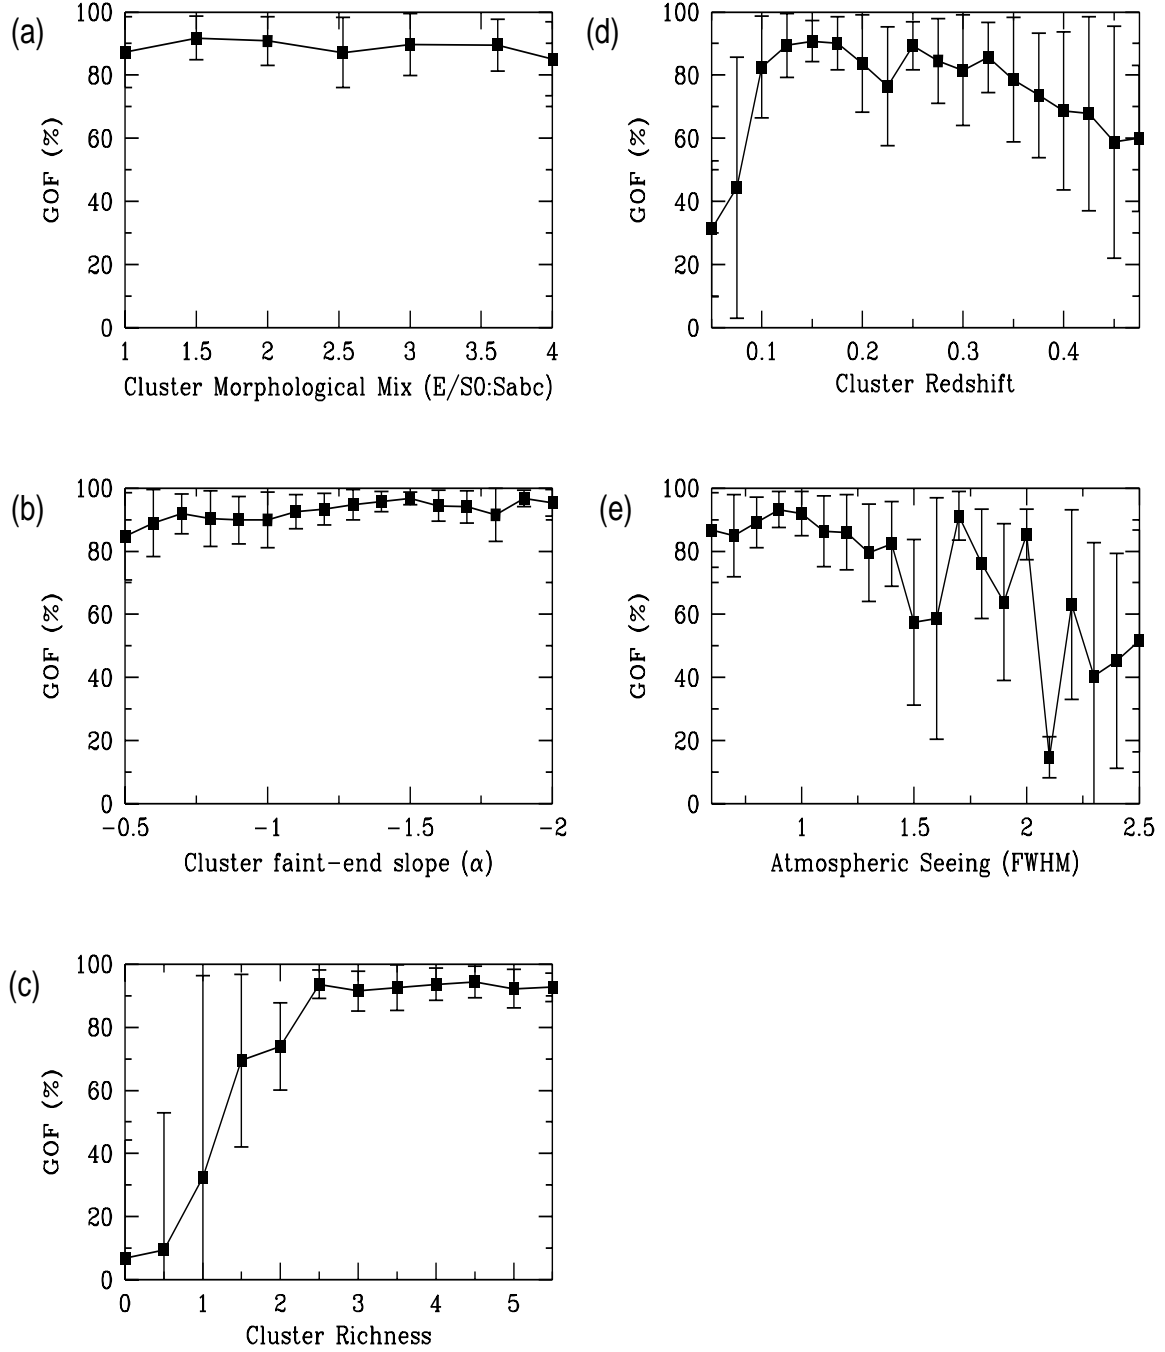 (a)
100
80
60
40
20
0
GOF (%)
1 1.5 2 2.5 3 3.5 4
Cluster Morphological Mix (E/S0:Sabc)
(d)
100
80
60
40
20
0
GOF (%)
0.1 0.2 0.3 0.4
Cluster Redshift
(b)
100
80
60
40
20
0
GOF (%)
-0.5 -1 -1.5 -2
Cluster faint-end slope (α)
(e)
100
80
60
40
20
0
GOF (%)
1 1.5 2 2.5
Atmospheric Seeing (FWHM)
(c)
100
80
60
40
20
0
GOF (%)
0 1 2 3 4 5
Cluster Richness